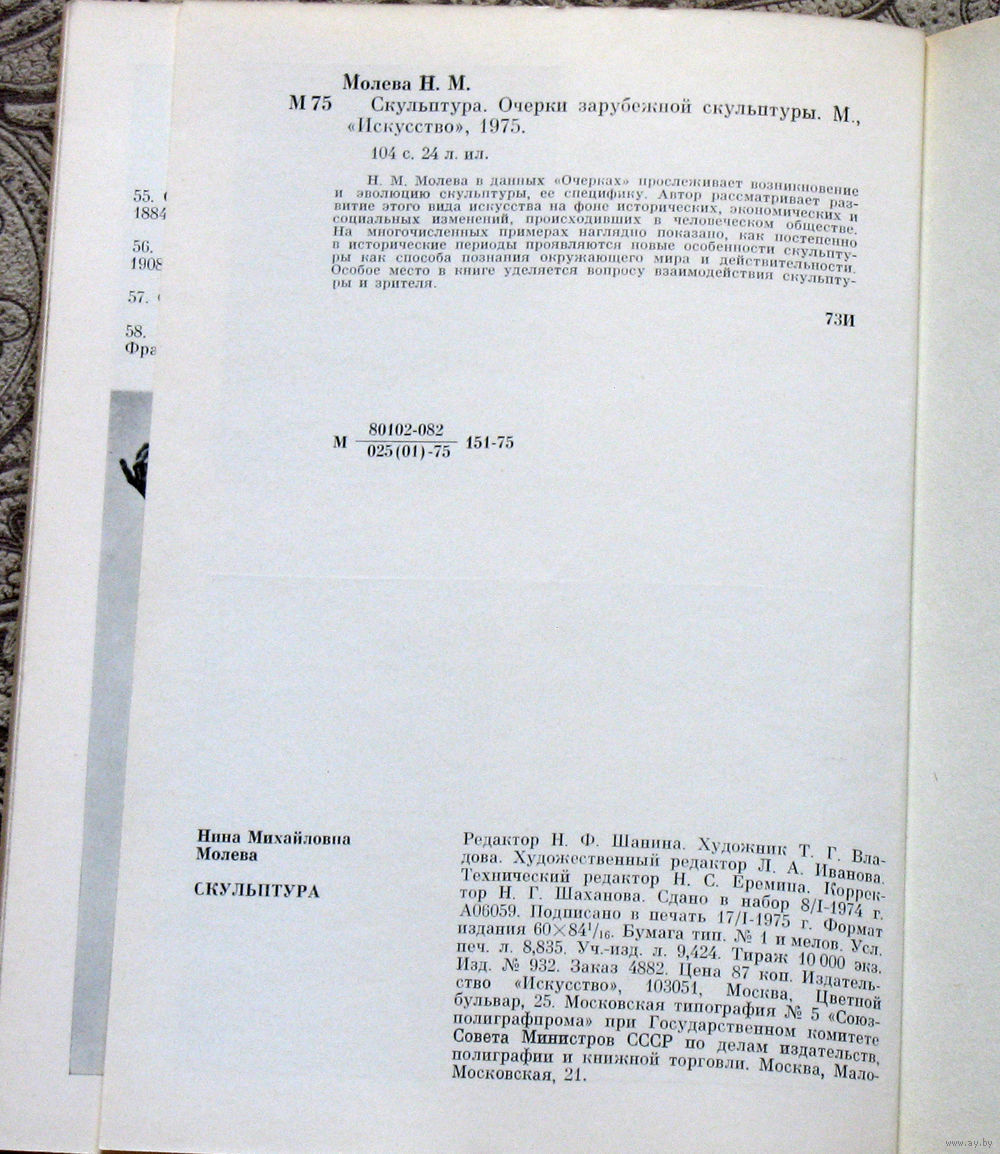 Молева Н. М.
М 75 Скульптура. Очерки зарубежной скульптуры. М.,
«Искусство», 1975.
104 с. 24 л. ил.
Н. М. Молева в данных «Очерках» прослеживает возникновение
и эволюцию скульптуры, ее специфику. Автор рассматривает раз-
витие этого вида искусства на фоне исторических, экономических и
социальных изменений, происходивших в человеческом обществе.
На многочисленных примерах наглядно показано, как постепенно
в исторические периоды проявляются новые особенности скульпту-
ры как способа познания окружающего мира и действительности.
Особое место в книге уделяется вопросу взаимодействия скульпту-
ры и зрителя.
73И
М 80102-082
025(01)-75 151-75
55.
1884
56.
1908
57.
58.
Фра
Нина Михайловна
Молева
СКУЛЬПТУРА
Редактор Н. Ф. Шанина. Художник Т. Г. Вла-
дова. Художественный редактор Л. А. Иванова.
Технический редактор Н. С. Еремина. Коррек-
тор Н. Г. Шаханова. Сдано в набор 8/I-1974 г.
А06059. Подписано в печать 17/I-1975 г. Формат
издания 60×84¹/₁₆. Бумага тип. № 1 и мелов. Усл.
печ. л. 8,835. Уч.-изд. л. 9,424. Тираж 10 000 экз.
Изд. № 932. Заказ 4882. Цена 87 коп. Издатель-
ство «Искусство», 103051, Москва, Цветной
бульвар, 25. Московская типография № 5 «Союз-
полиграфпрома» при Государственном комитете
Совета Министров СССР по делам издательств,
полиграфии и книжной торговли. Москва, Мало-
Московская, 21.
www.ay.by